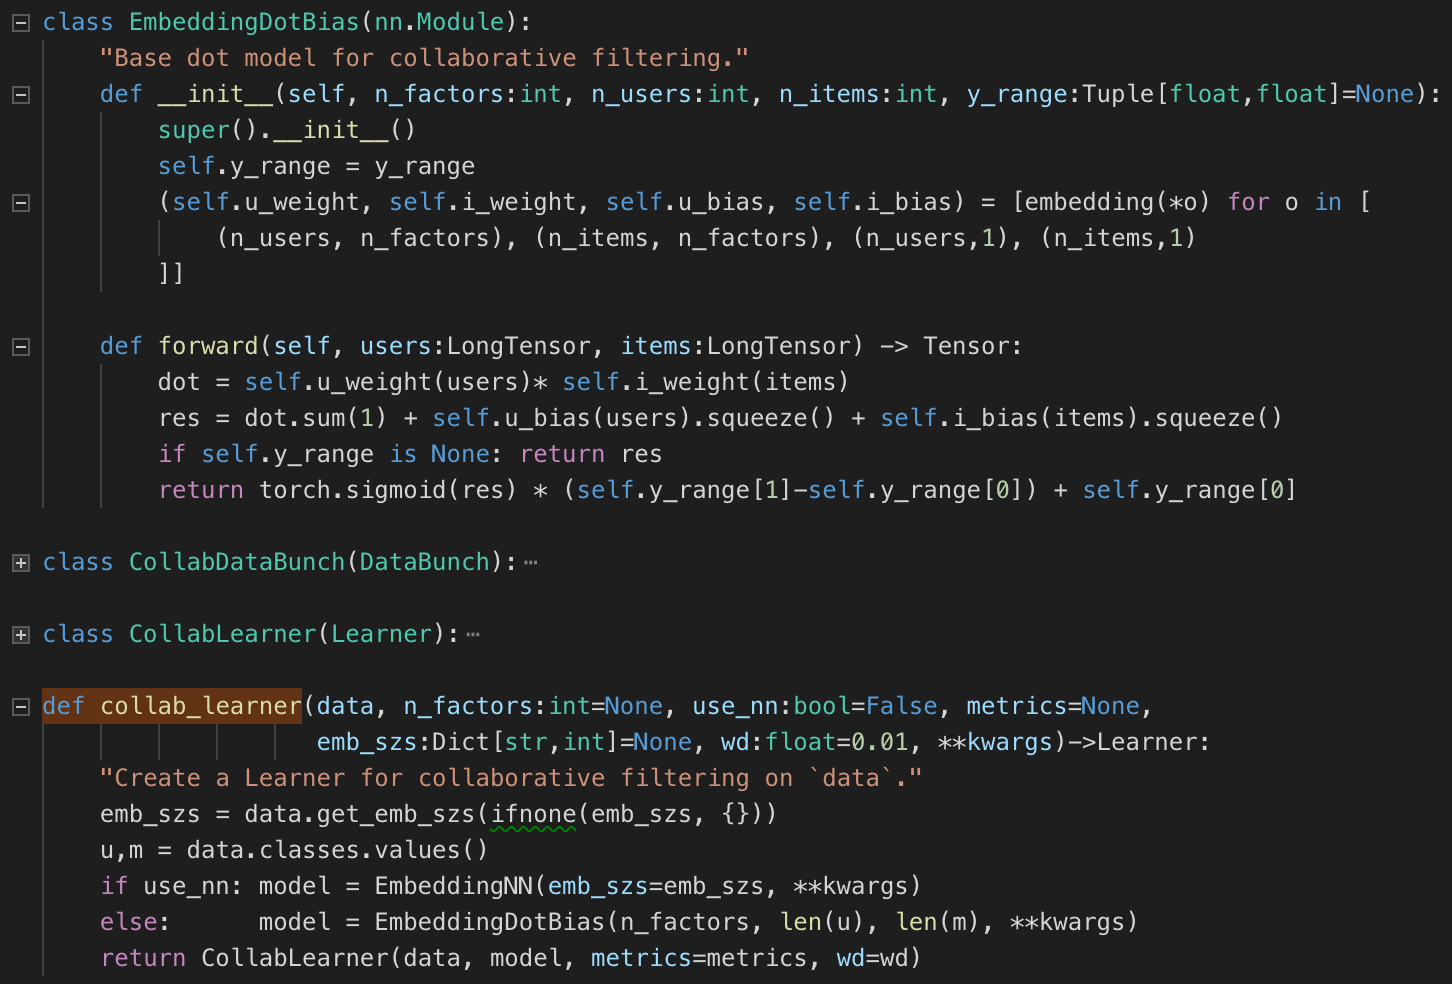 class EmbeddingDotBias(nn.Module):
    "Base dot model for collaborative filtering."
    def __init__(self, n_factors:int, n_users:int, n_items:int, y_range:Tuple[float,float]=None):
        super().__init__()
        self.y_range = y_range
        (self.u_weight, self.i_weight, self.u_bias, self.i_bias) = [embedding(*o) for o in [
            (n_users, n_factors), (n_items, n_factors), (n_users,1), (n_items,1)
        ]]
    def forward(self, users:LongTensor, items:LongTensor) -> Tensor:
        dot = self.u_weight(users)* self.i_weight(items)
        res = dot.sum(1) + self.u_bias(users).squeeze() + self.i_bias(items).squeeze()
        if self.y_range is None: return res
        return torch.sigmoid(res) * (self.y_range[1]-self.y_range[0]) + self.y_range[0]
class CollabDataBunch(DataBunch):…
class CollabLearner(Learner):…
def collab_learner(data, n_factors:int=None, use_nn:bool=False, metrics=None,
                   emb_szs:Dict[str,int]=None, wd:float=0.01, **kwargs)->Learner:
    "Create a Learner for collaborative filtering on `data`."
    emb_szs = data.get_emb_szs(ifnone(emb_szs, {}))
    u,m = data.classes.values()
    if use_nn: model = EmbeddingNN(emb_szs=emb_szs, **kwargs)
    else:      model = EmbeddingDotBias(n_factors, len(u), len(m), **kwargs)
    return CollabLearner(data, model, metrics=metrics, wd=wd)